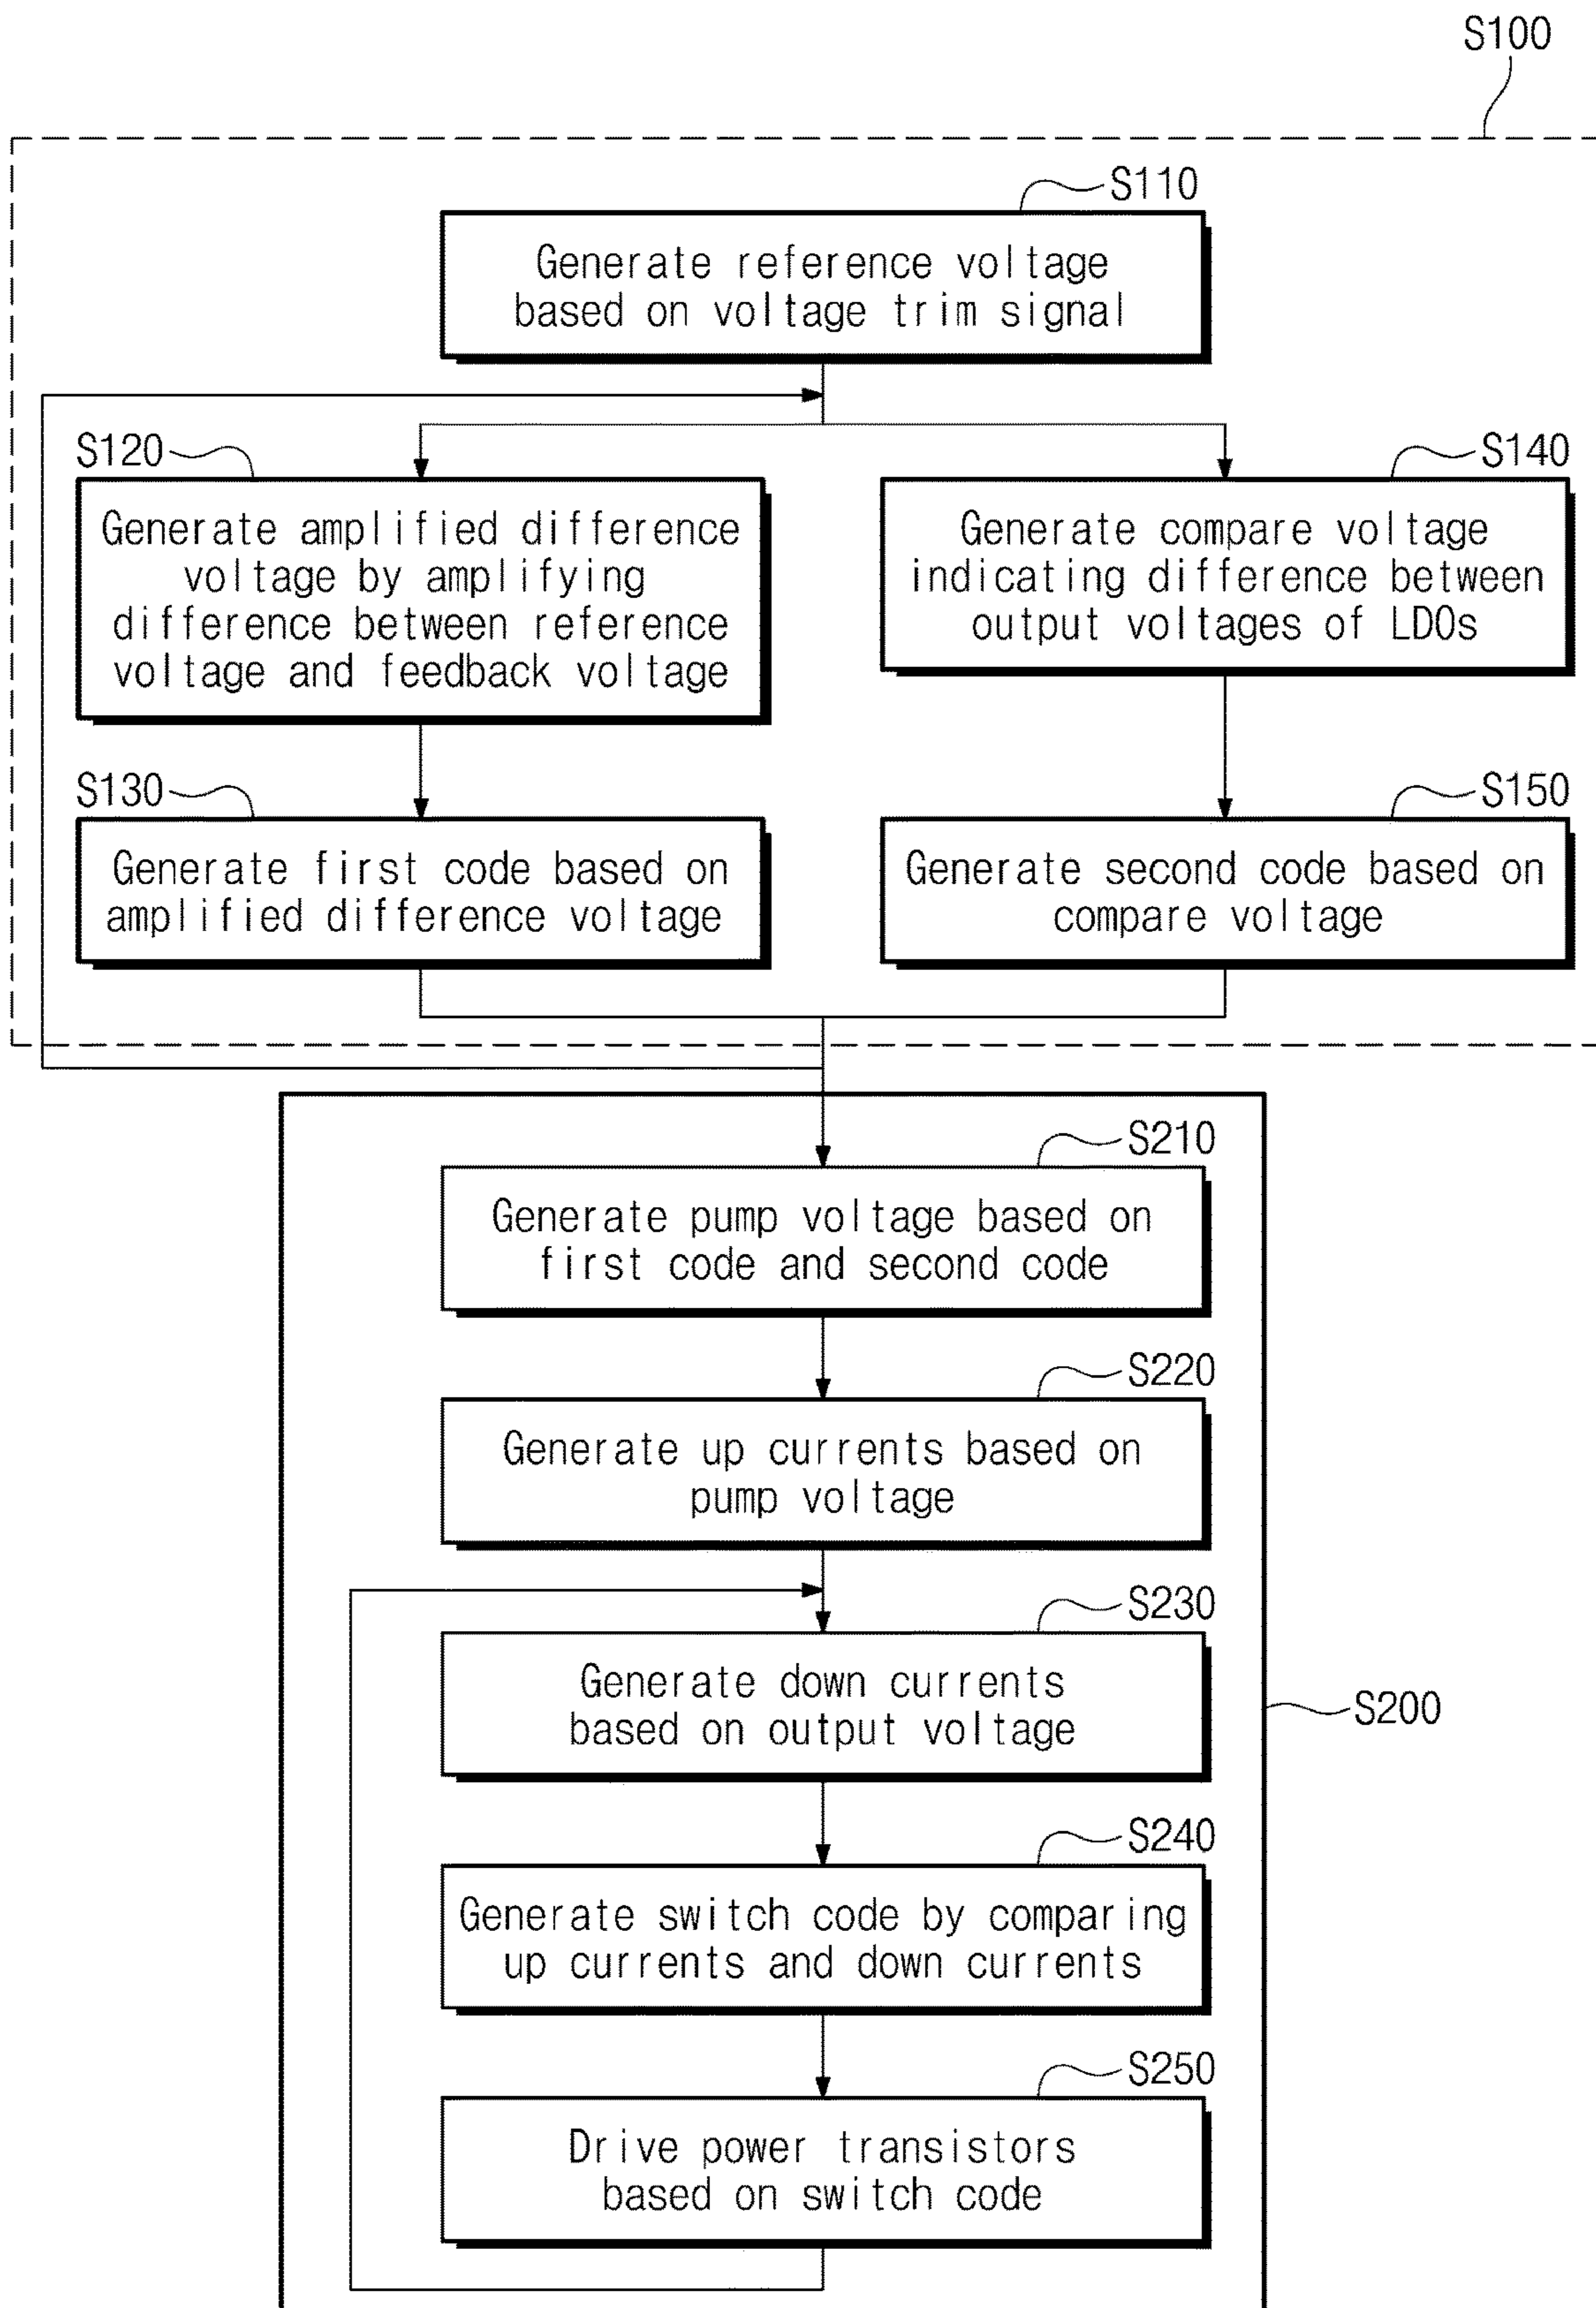 S100
S110
Generate reference voltage
based on voltage trim signal
S120
Generate amplified difference
voltage by amplifying
difference between reference
voltage and feedback voltage
S140
Generate compare voltage
indicating difference between
output voltages of LDOs
S130
Generate first code based on
amplified difference voltage
S150
Generate second code based on
compare voltage
S210
Generate pump voltage based on
first code and second code
S220
Generate up currents based on
pump voltage
S230
Generate down currents
based on output voltage
S200
S240
Generate switch code by comparing
up currents and down currents
S250
Drive power transistors
based on switch code